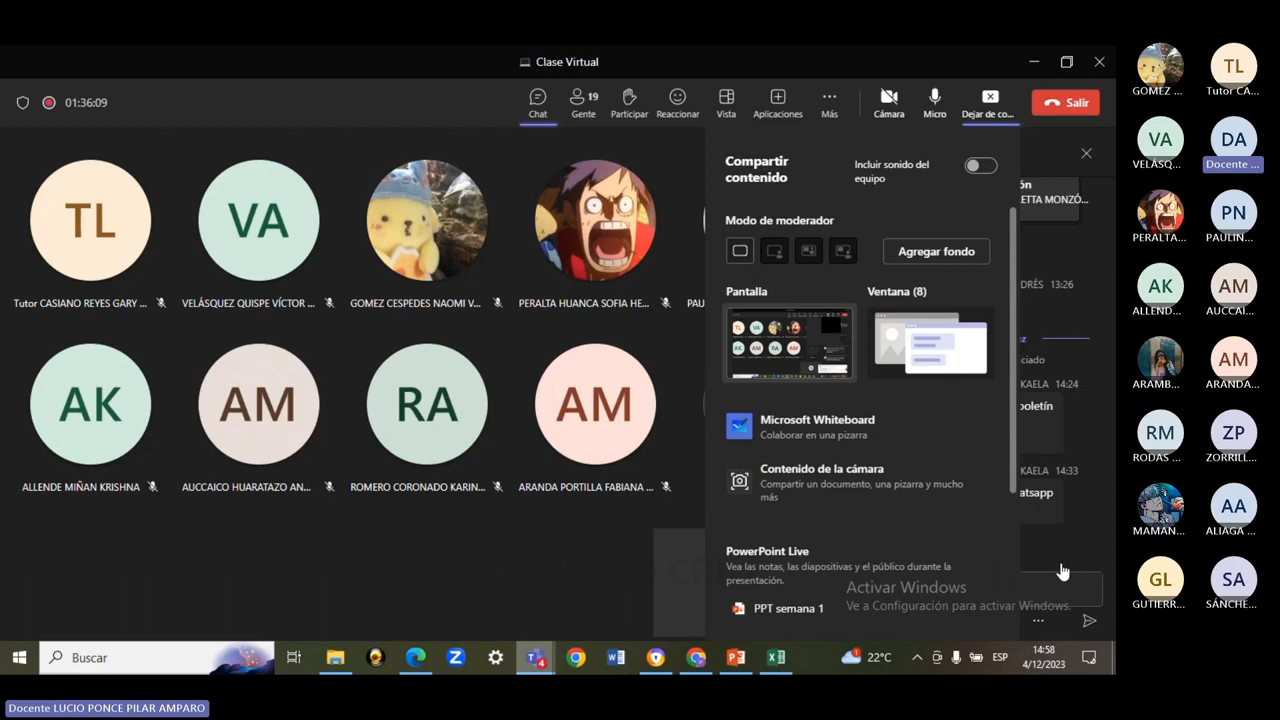 Clase Virtual
01:36:09
Chat
19
Gente
Participar
Reaccionar
Vista
Aplicaciones
Más
Cámara
Micro
Dejar de co...
Salir
TL
Tutor CASIANO REYES GARY ...
VA
VELÁSQUEZ QUISPE VÍCTOR ...
GOMEZ CESPEDES NAOMI V...
PERALTA HUANCA SOFIA HE...
PAU
AK
ALLENDE MIÑAN KRISHNA
AM
AUCCAICO HUARATAZO AN...
RA
ROMERO CORONADO KARIN...
AM
ARANDA PORTILLA FABIANA ...
Compartir
contenido
Incluir sonido del
equipo
Modo de moderador
Agregar fondo
Pantalla
Ventana (8)
Microsoft Whiteboard
Colaborar en una pizarra
Contenido de la cámara
Compartir un documento, una pizarra y mucho
más
PowerPoint Live
Vea las notas, las diapositivas y el público durante la
presentación.
PPT semana 1
ón
ETTA MONZÓ...
DRÉS 13:26
ez
ciado
KAELA 14:24
boletín
KAELA 14:33
atsapp
Activar Windows
Ve a Configuración para activar Windows.
Buscar
4
1
22°C
ESP
14:58
4/12/2023
GOMEZ ...
TL
Tutor CA...
VA
VELÁSQ...
DA
Docente ...
PERALTA...
PN
PAULIN...
AK
ALLEND...
AM
AUCCAI...
ARAMB...
AM
ARANDA...
RM
RODAS ...
ZP
ZORRILL...
MAMAN...
AA
ALIAGA ...
GL
GUTIERR...
SA
SÁNCHE...
Docente LUCIO PONCE PILAR AMPARO